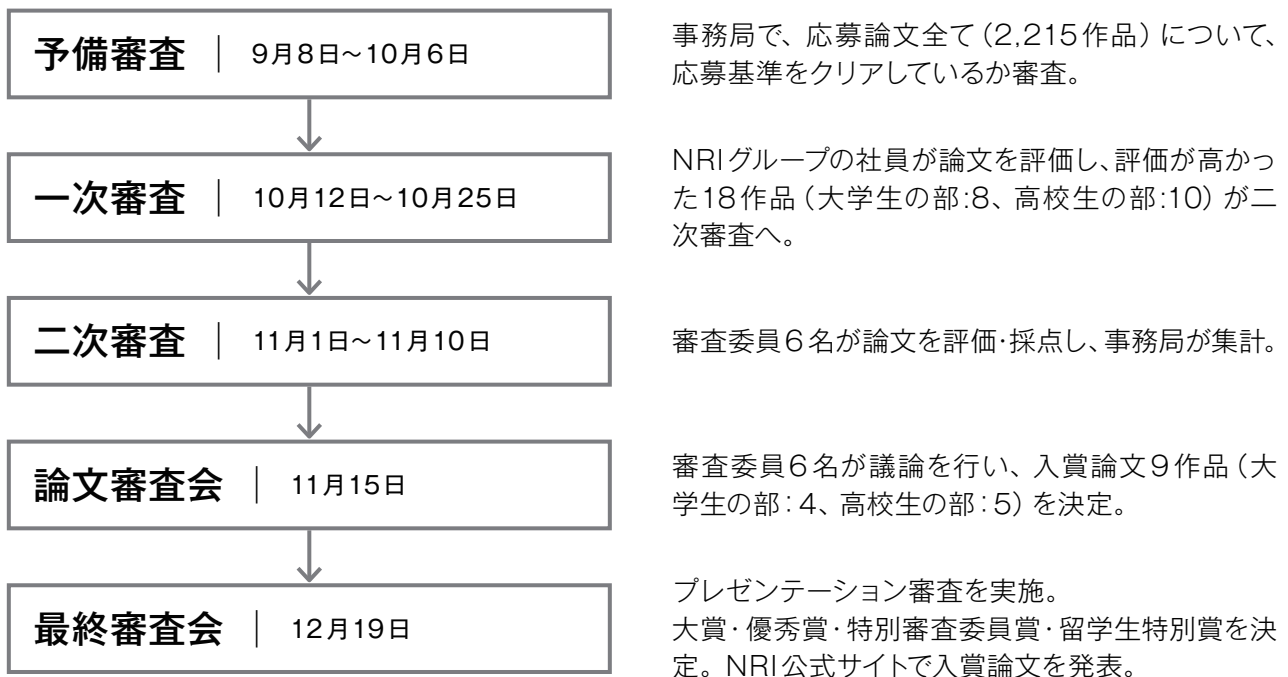 予備審査 | 9月8日~10月6日
事務局で、応募論文全て(2,215作品)について、
応募基準をクリアしているか審査。
一次審査 | 10月12日~10月25日
NRIグループの社員が論文を評価し、評価が高かっ
た18作品(大学生の部:8、高校生の部:10)が二
次審査へ。
二次審査 | 11月1日~11月10日
審査委員6名が論文を評価・採点し、事務局が集計。
論文審査会 | 11月15日
審査委員6名が議論を行い、入賞論文9作品(大
学生の部:4、高校生の部:5)を決定。
最終審査会 | 12月19日
プレゼンテーション審査を実施。
大賞・優秀賞・特別審査委員賞・留学生特別賞を決
定。NRI公式サイトで入賞論文を発表。